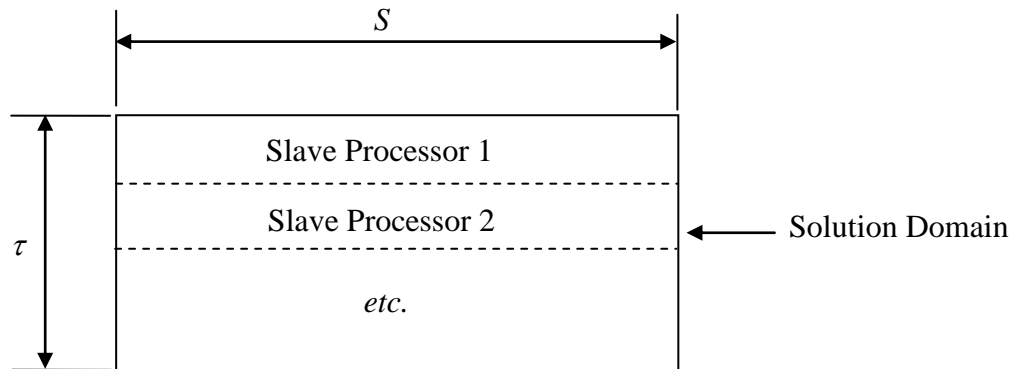 S
Slave Processor 1
Slave Processor 2
Solution Domain
τ
etc.